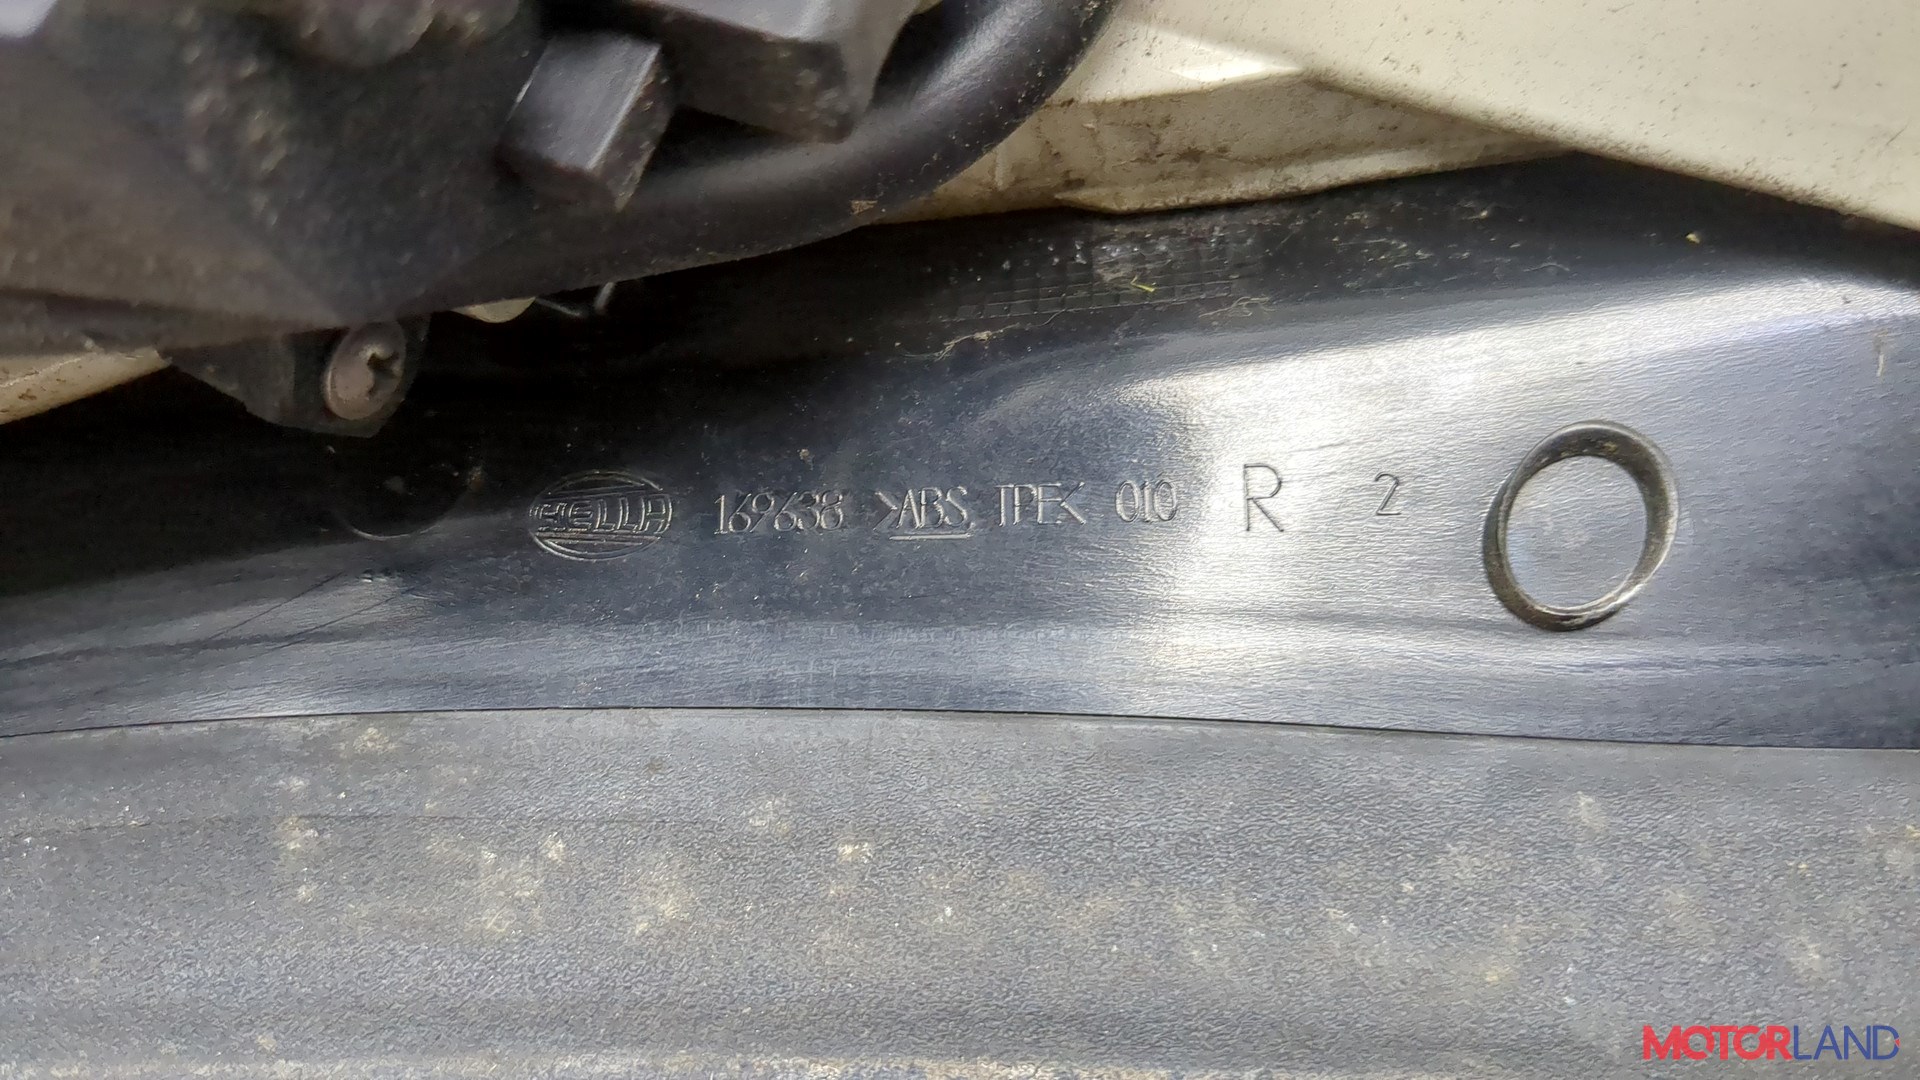 HELLA 169638 >ABS, TPE< 010 R 2
MOTORLAND